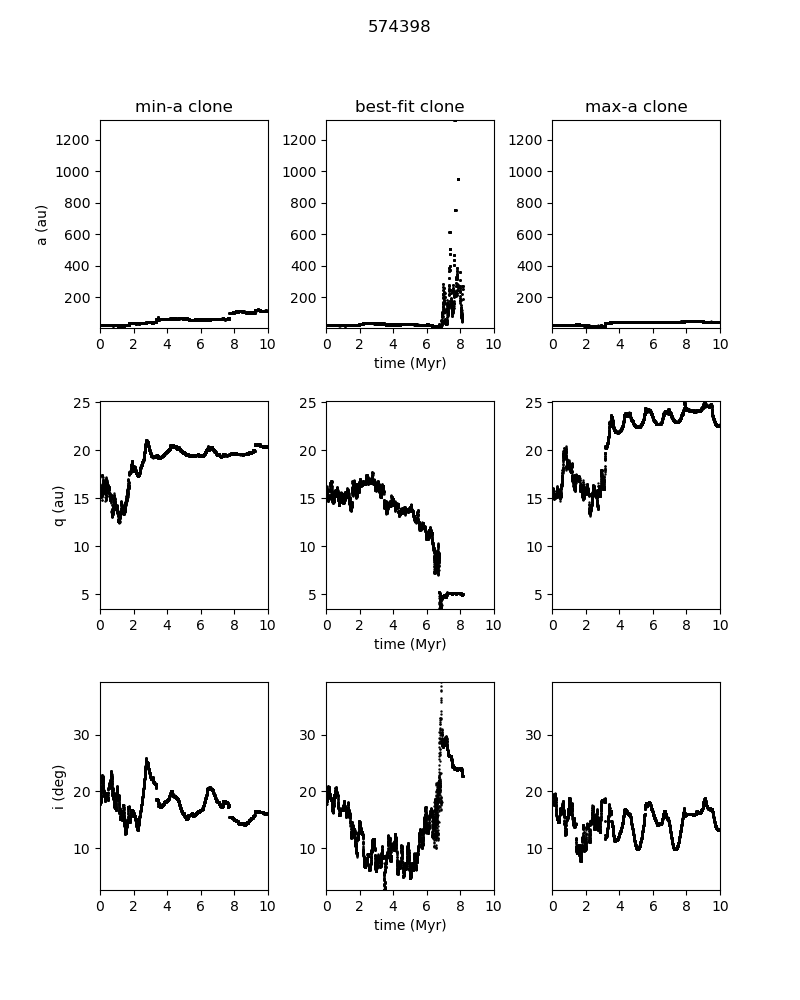 574398
min-a clone best-fit clone max-a clone
1200 1200 1200
1000 1000 1000
800 800 800
a (au)
600 600 600
400 400 400
200 200 200
0 2 4 6 8 10 0 2 4 6 8 10 0 2 4 6 8 10
time (Myr)
25 25 25
20 20 20
q (au)
15 15 15
10 10 10
5 5 5
0 2 4 6 8 10 0 2 4 6 8 10 0 2 4 6 8 10
time (Myr)
30 30 30
i (deg)
20 20 20
10 10 10
0 2 4 6 8 10 0 2 4 6 8 10 0 2 4 6 8 10
time (Myr)